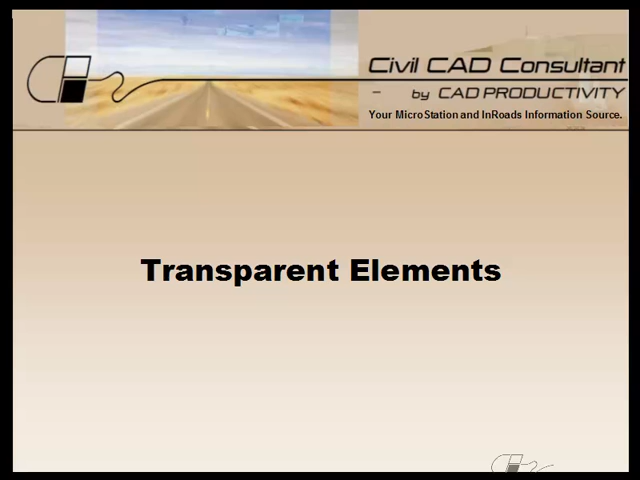 Civil CAD Consultant
- by CAD PRODUCTIVITY
Your MicroStation and InRoads Information Source.
Transparent Elements